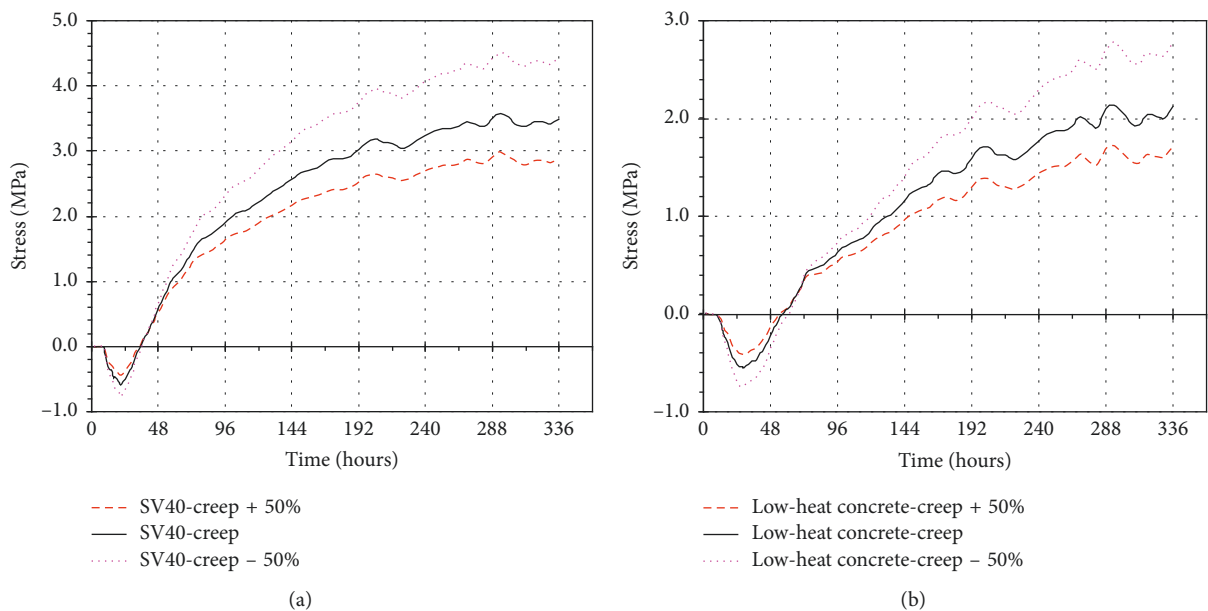 5.0
4.0
3.0
2.0
1.0
0.0
−1.0
Stress (MPa)
0 48 96 144 192 240 288 336
Time (hours)
SV40-creep + 50%
SV40-creep
SV40-creep − 50%
(a)
3.0
2.0
1.0
0.0
−1.0
Stress (MPa)
0 48 96 144 192 240 288 336
Time (hours)
Low-heat concrete-creep + 50%
Low-heat concrete-creep
Low-heat concrete-creep − 50%
(b)